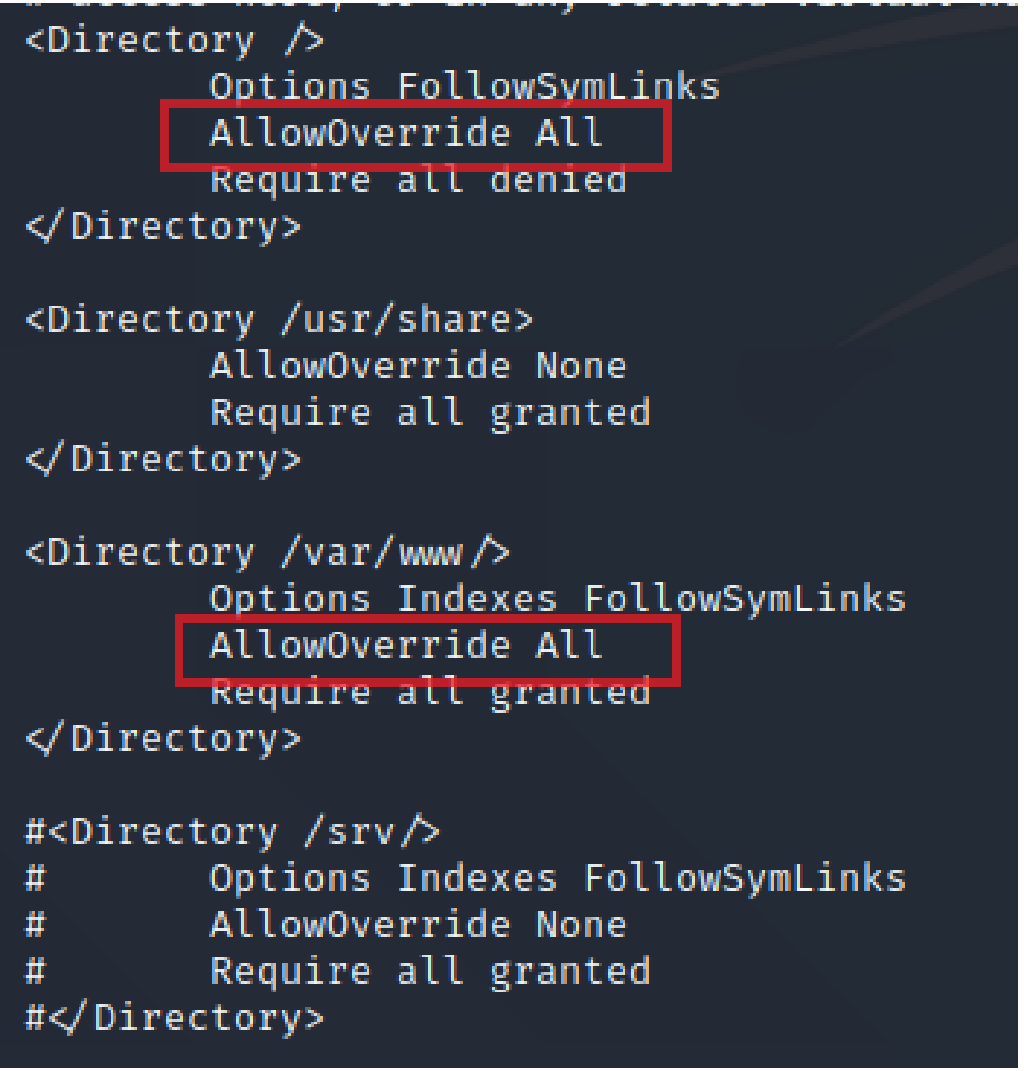 <Directory />
        Options FollowSymLinks
        AllowOverride All
        Require all denied
</Directory>

<Directory /usr/share>
        AllowOverride None
        Require all granted
</Directory>

<Directory /var/www/>
        Options Indexes FollowSymLinks
        AllowOverride All
        Require all granted
</Directory>

#<Directory /srv/>
#       Options Indexes FollowSymLinks
#       AllowOverride None
#       Require all granted
#</Directory>